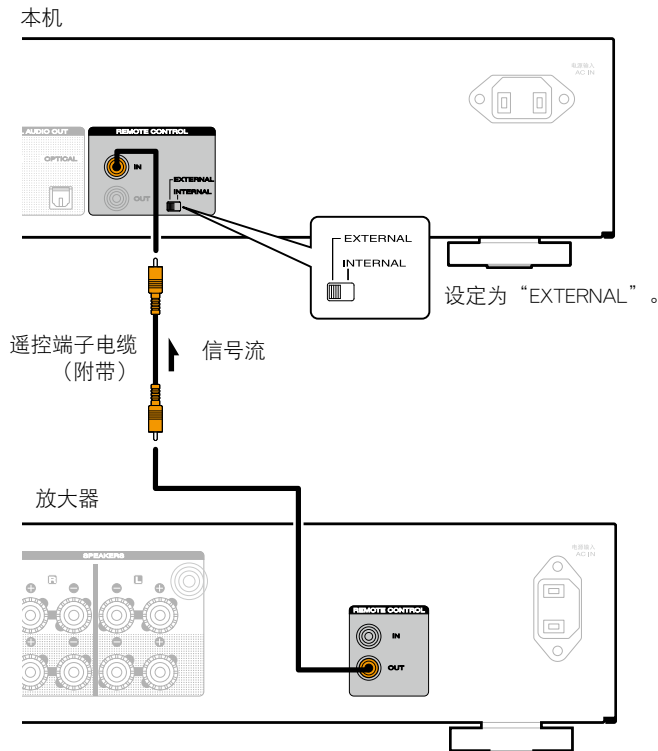 本机
电源输入
AC IN
AUDIO OUT
REMOTE CONTROL
OPTICAL
IN
OUT
EXTERNAL
INTERNAL
EXTERNAL
INTERNAL
设定为“EXTERNAL”。
遥控端子电缆
（附带）
信号流
放大器
电源输入
AC IN
SPEAKERS
R
L
REMOTE CONTROL
IN
OUT